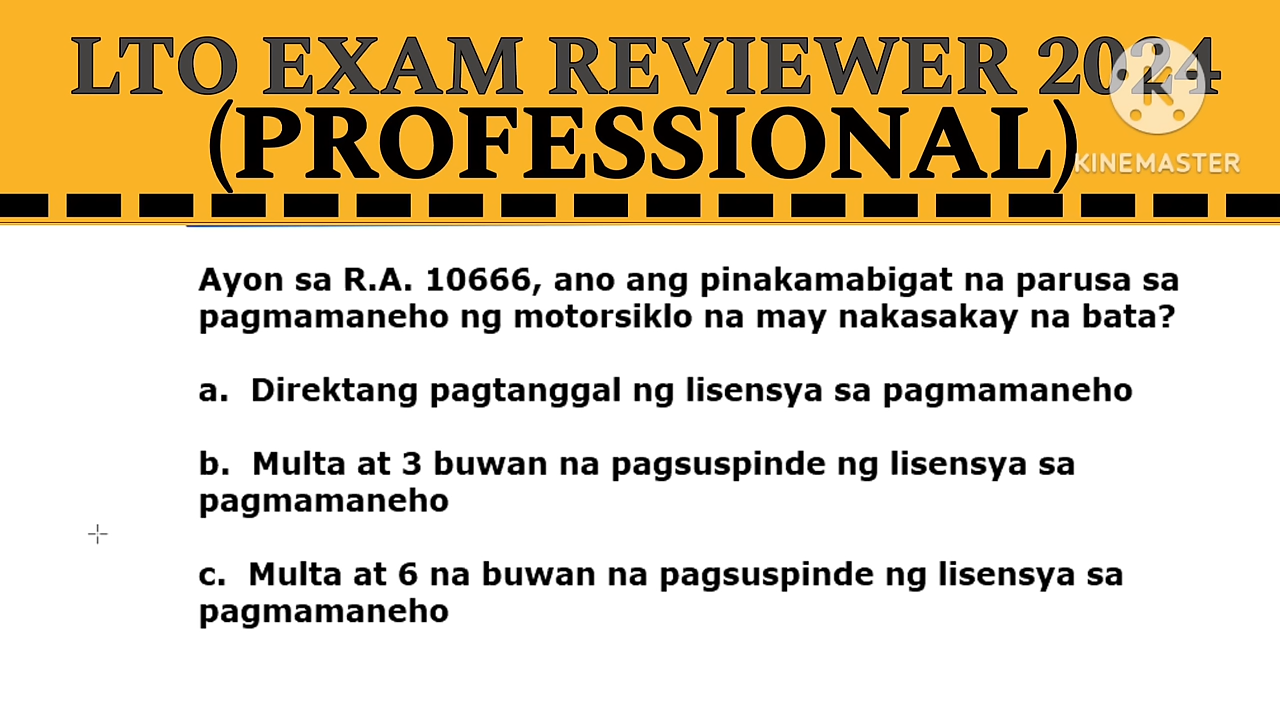 LTO EXAM REVIEWER 2024
(PROFESSIONAL)
KINEMASTER
Ayon sa R.A. 10666, ano ang pinakamabigat na parusa sa
pagmamaneho ng motorsiklo na may nakasakay na bata?
a. Direktang pagtanggal ng lisensya sa pagmamaneho
b. Multa at 3 buwan na pagsuspinde ng lisensya sa
pagmamaneho
c. Multa at 6 na buwan na pagsuspinde ng lisensya sa
pagmamaneho